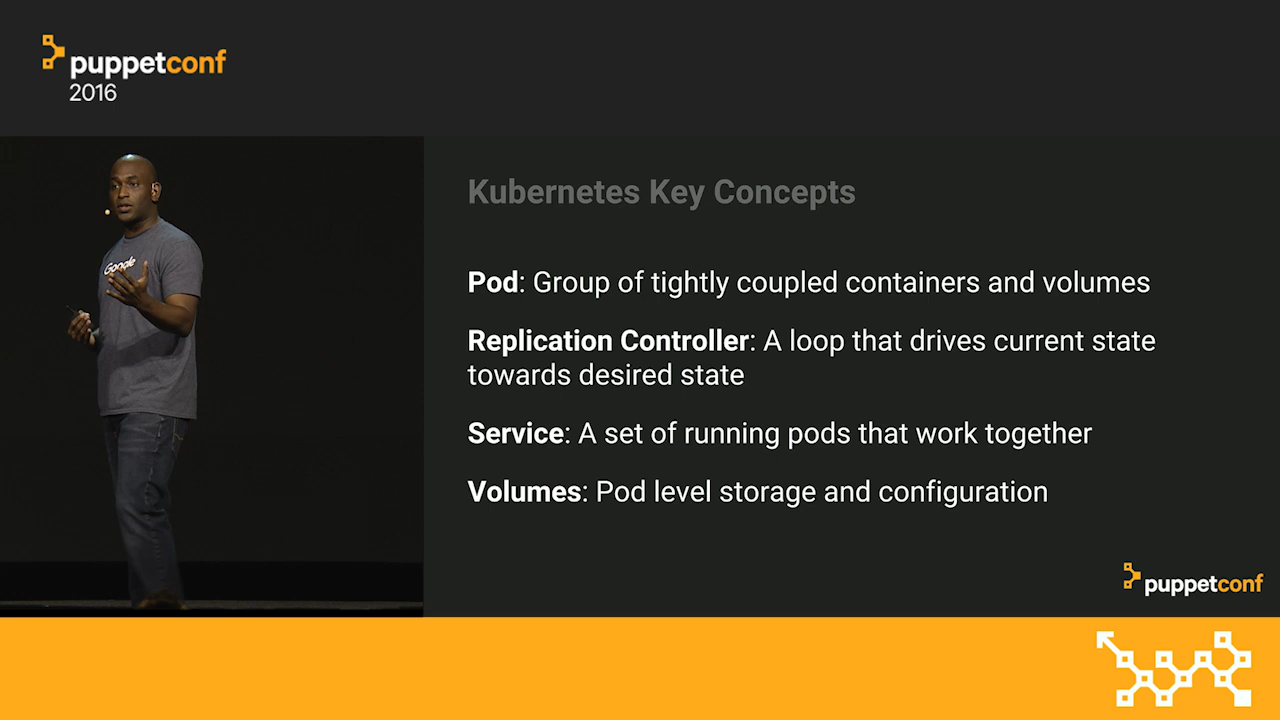 puppetconf
2016
Google
Kubernetes Key Concepts
Pod: Group of tightly coupled containers and volumes
Replication Controller: A loop that drives current state
towards desired state
Service: A set of running pods that work together
Volumes: Pod level storage and configuration
puppetconf